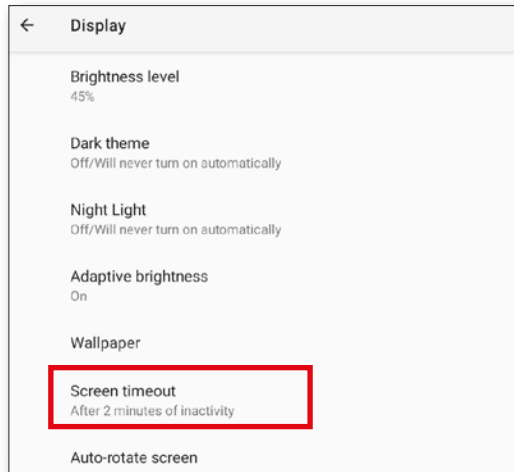 Display
Brightness level
45%
Dark theme
Off/Will never turn on automatically
Night Light
Off/Will never turn on automatically
Adaptive brightness
On
Wallpaper
Screen timeout
After 2 minutes of inactivity
Auto-rotate screen